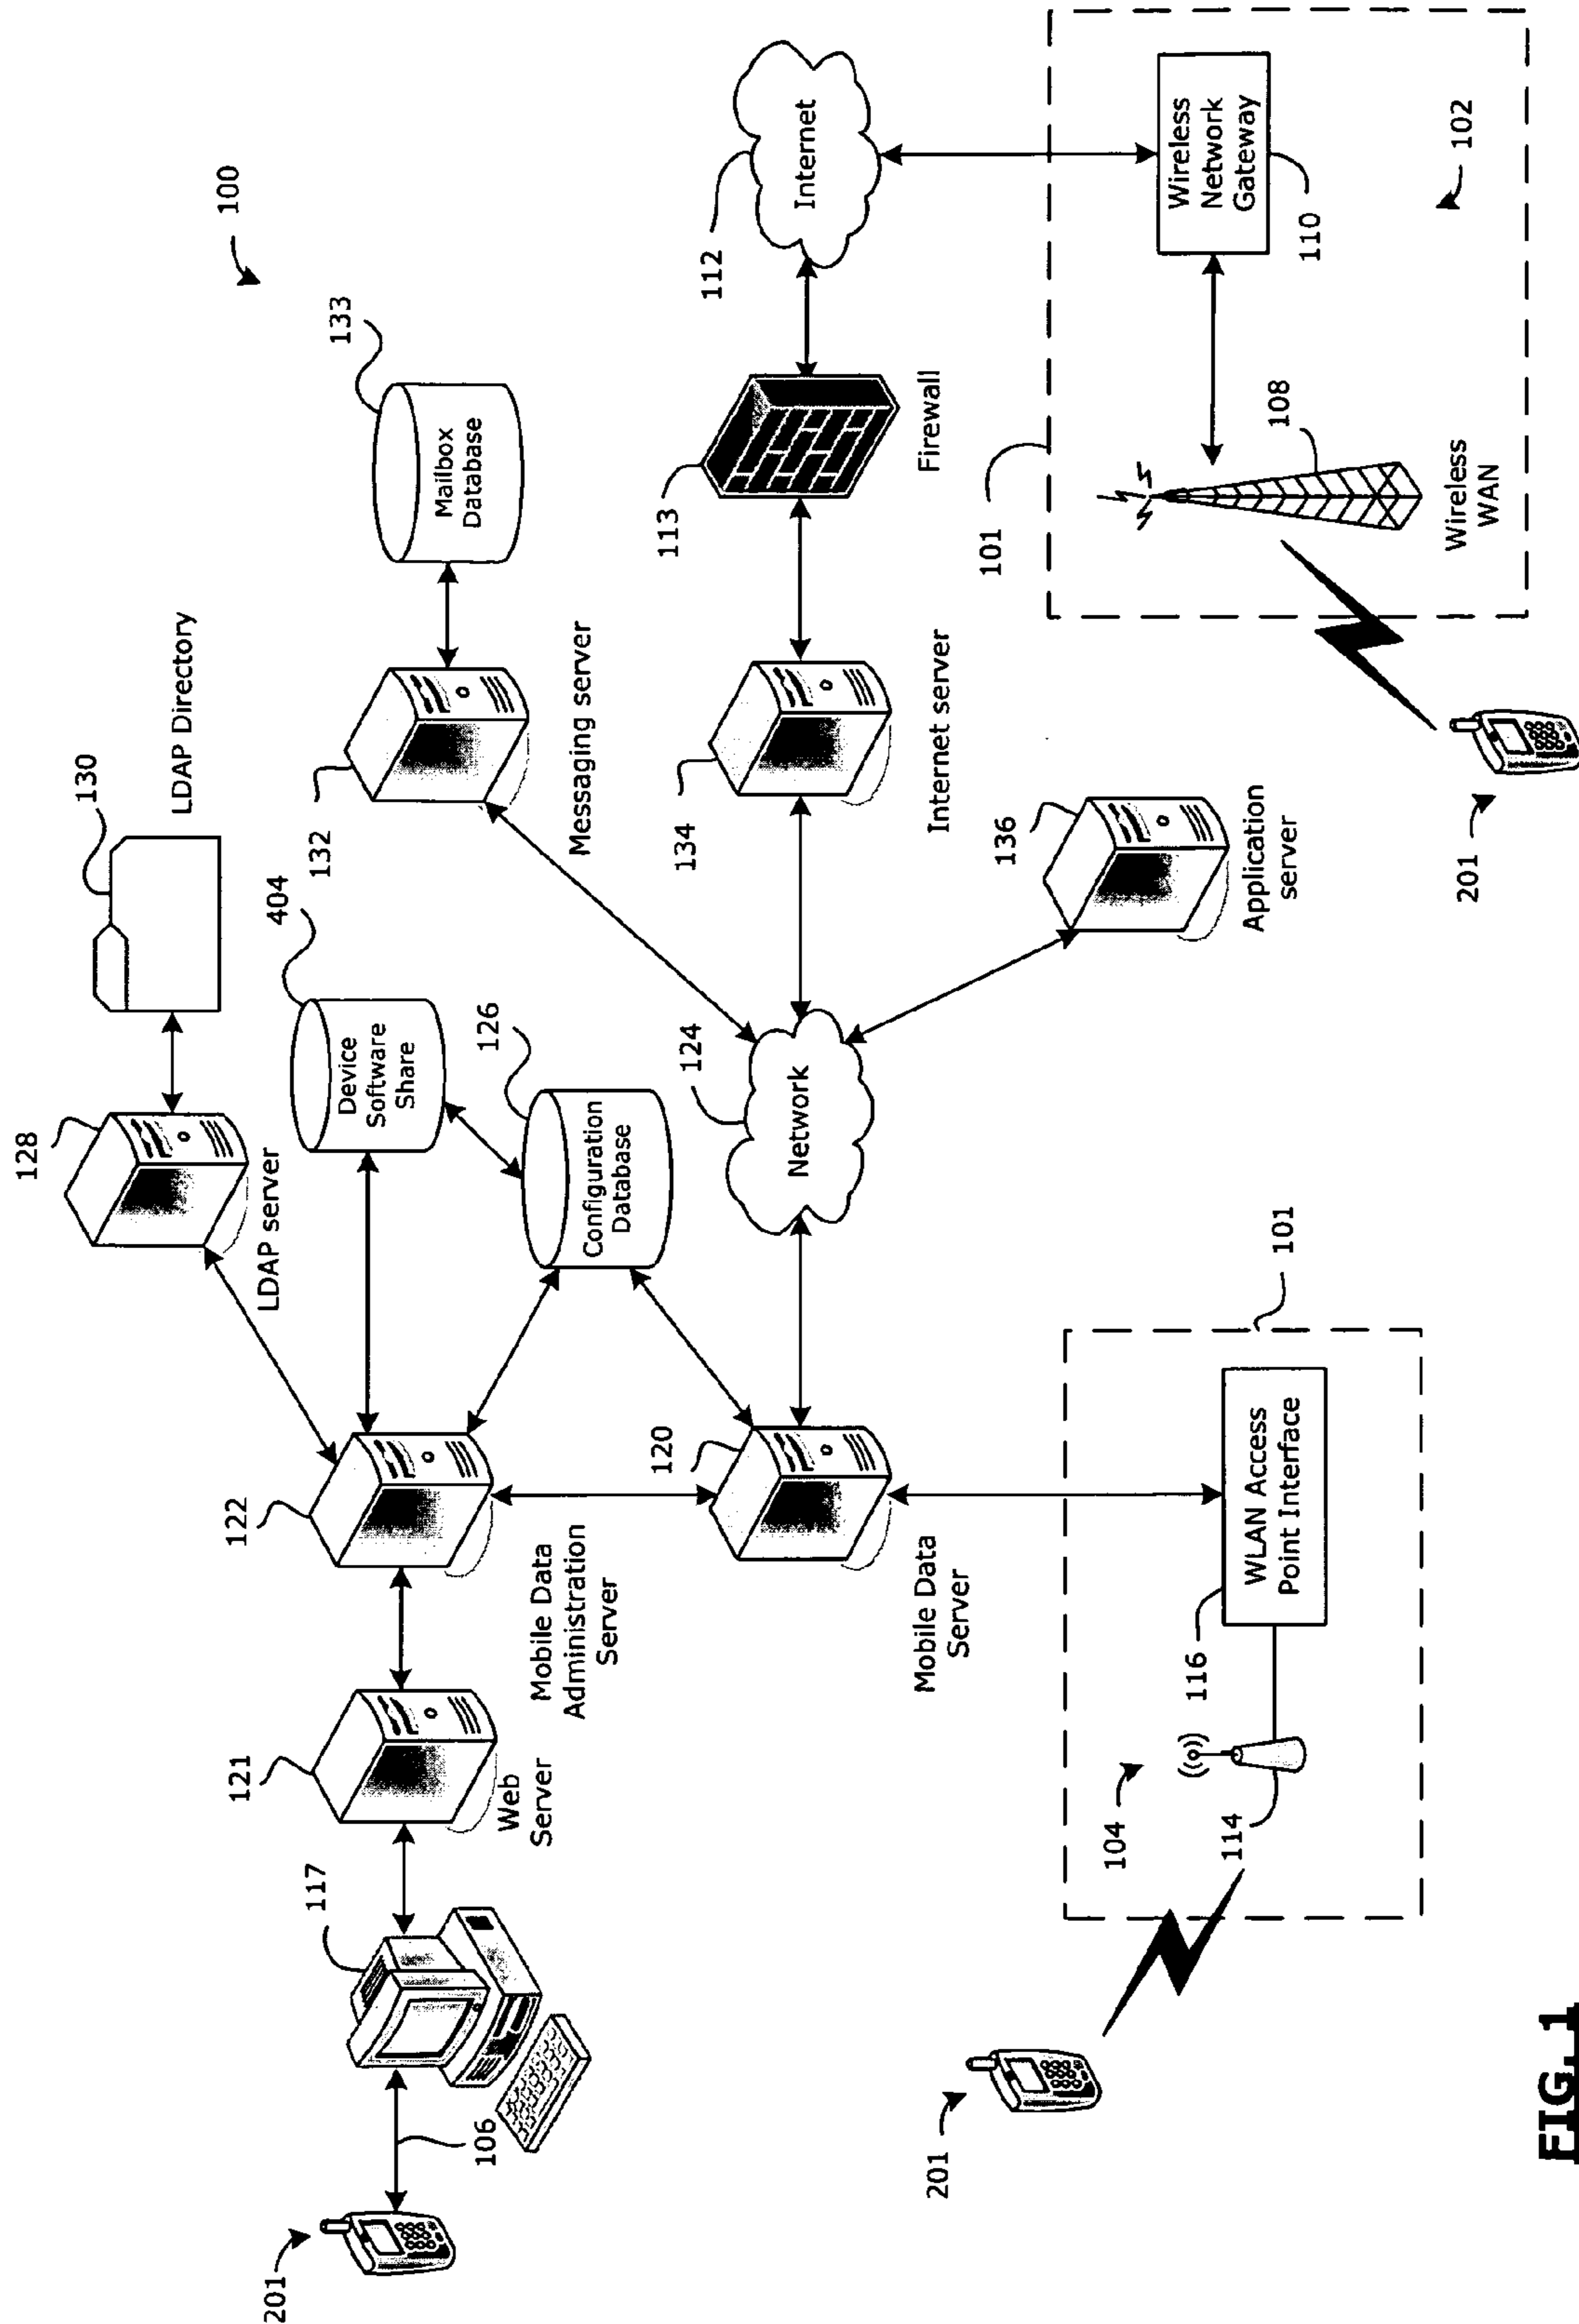 100
128
LDAP server
130
LDAP Directory
404
Device
Software
Share
126
Configuration
Database
133
Mailbox
Database
132
Messaging server
201
106
117
121
Web
Server
122
Mobile Data
Administration
Server
120
Mobile Data
Server
124
Network
134
Internet server
113
Firewall
112
Internet
136
Application
server
201
104
114
116
WLAN Access
Point Interface
101
201
101
108
Wireless
WAN
Wireless
Network
Gateway
110
102
FIG. 1